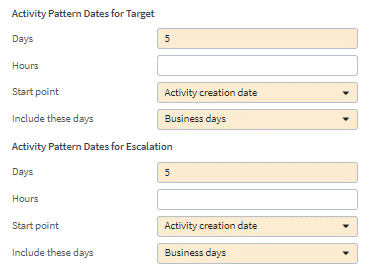 Activity Pattern Dates for Target
Days 5
Hours
Start point Activity creation date
Include these days Business days
Activity Pattern Dates for Escalation
Days 5
Hours
Start point Activity creation date
Include these days Business days